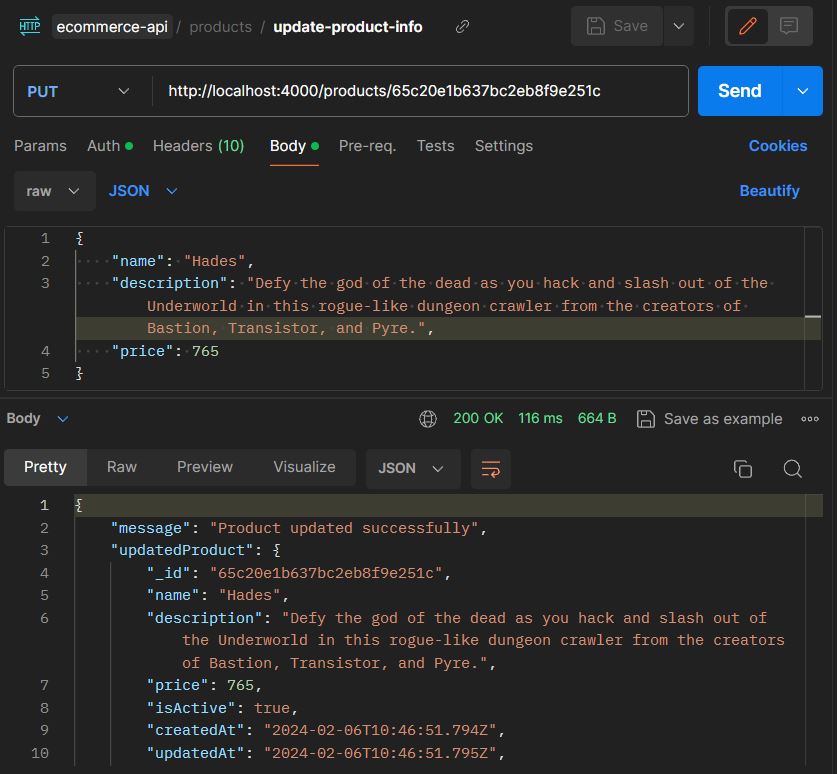 HTTP ecommerce-api / products / update-product-info Save
PUT http://localhost:4000/products/65c20e1b637bc2eb8f9e251c Send
Params Auth Headers (10) Body Pre-req. Tests Settings Cookies
raw JSON Beautify
1 {
2 "name": "Hades",
3 "description": "Defy the god of the dead as you hack and slash out of the
Underworld in this rogue-like dungeon crawler from the creators of
Bastion, Transistor, and Pyre.",
4 "price": 765
5 }
Body 200 OK 116 ms 664 B Save as example
Pretty Raw Preview Visualize JSON
1 {
2 "message": "Product updated successfully",
3 "updatedProduct": {
4 "_id": "65c20e1b637bc2eb8f9e251c",
5 "name": "Hades",
6 "description": "Defy the god of the dead as you hack and slash out of
the Underworld in this rogue-like dungeon crawler from the creators
of Bastion, Transistor, and Pyre.",
7 "price": 765,
8 "isActive": true,
9 "createdAt": "2024-02-06T10:46:51.794Z",
10 "updatedAt": "2024-02-06T10:46:51.795Z",